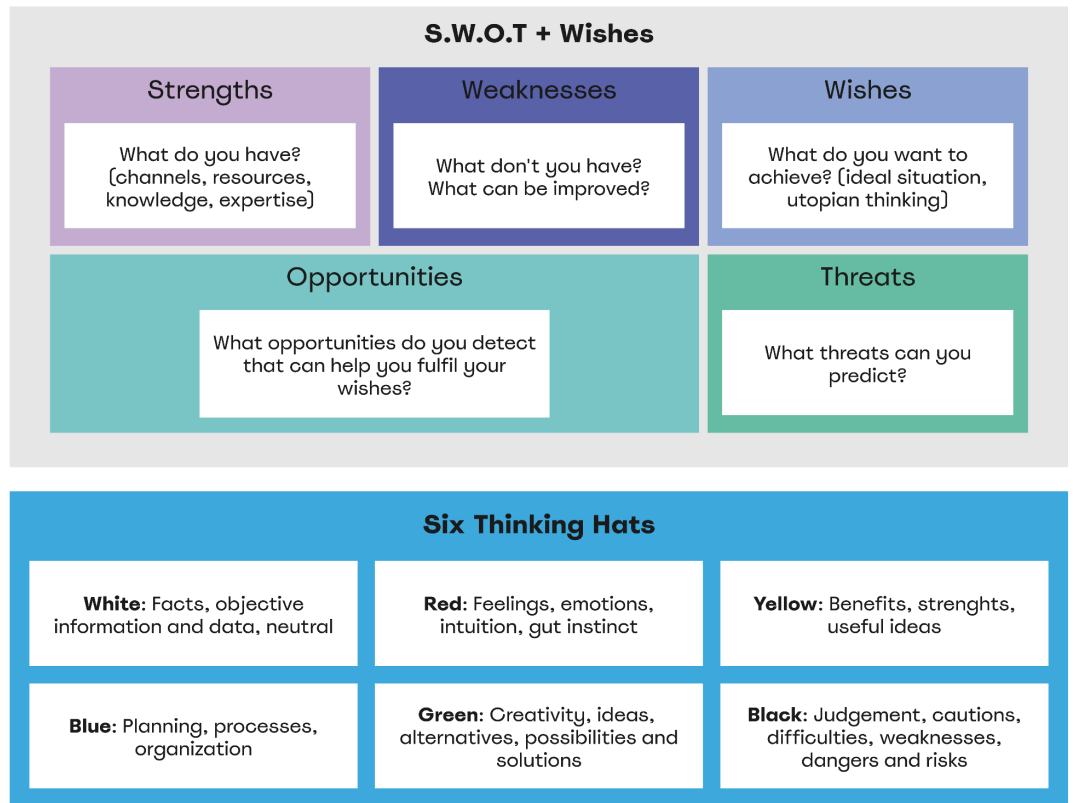 S.W.O.T + Wishes
Strengths
What do you have?
(channels, resources,
knowledge, expertise)
Weaknesses
What don't you have?
What can be improved?
Wishes
What do you want to
achieve? (ideal situation,
utopian thinking)
Opportunities
What opportunities do you detect
that can help you fulfil your
wishes?
Threats
What threats can you
predict?
Six Thinking Hats
White: Facts, objective
information and data, neutral
Red: Feelings, emotions,
intuition, gut instinct
Yellow: Benefits, strenghts,
useful ideas
Blue: Planning, processes,
organization
Green: Creativity, ideas,
alternatives, possibilities and
solutions
Black: Judgement, cautions,
difficulties, weaknesses,
dangers and risks